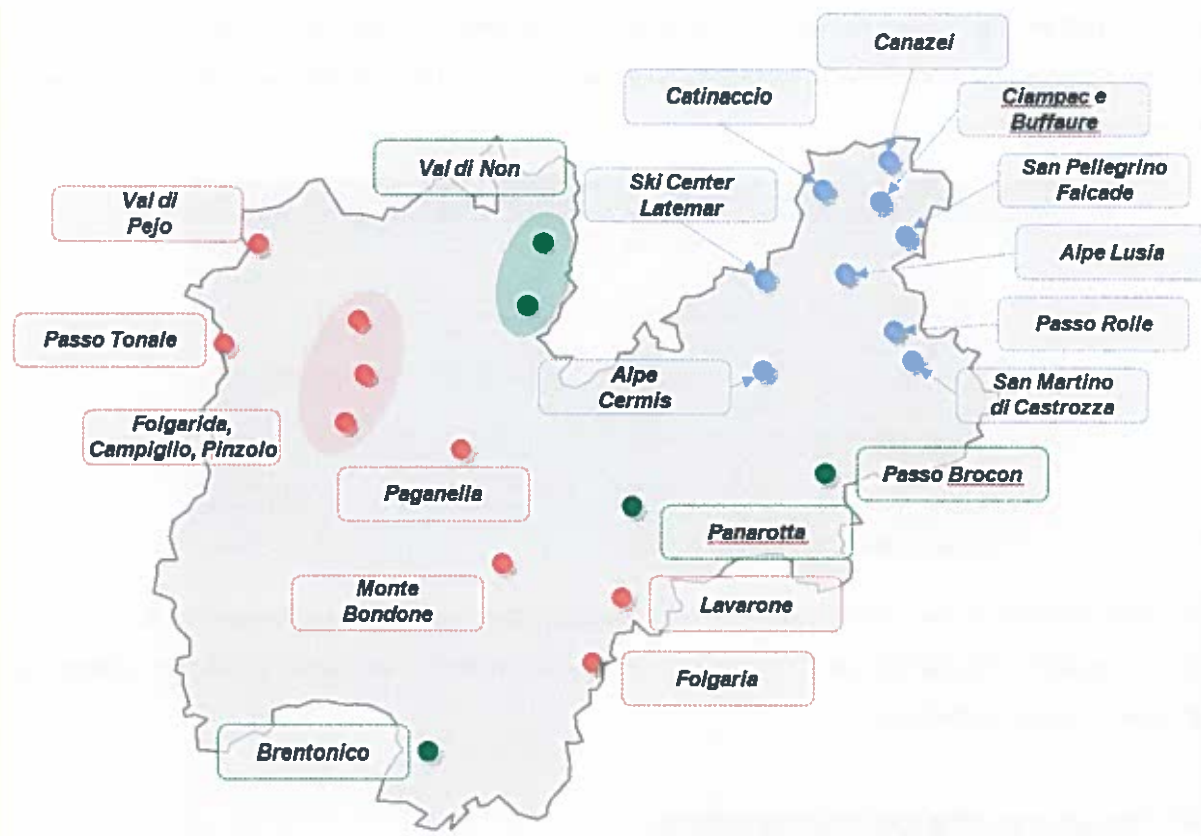 Canazei
Catinaccio
Ciampac e
Buffaure
Val di Non
Ski Center
Latemar
San Pellegrino
Falcade
Val di
Pejo
Alpe Lusia
Passo Tonale
Passo Rolle
Alpe
Cermis
San Martino
di Castrozza
Folgarida,
Campiglio, Pinzolo
Paganella
Passo Brocon
Panarotta
Monte
Bondone
Lavarone
Folgaria
Brentonico